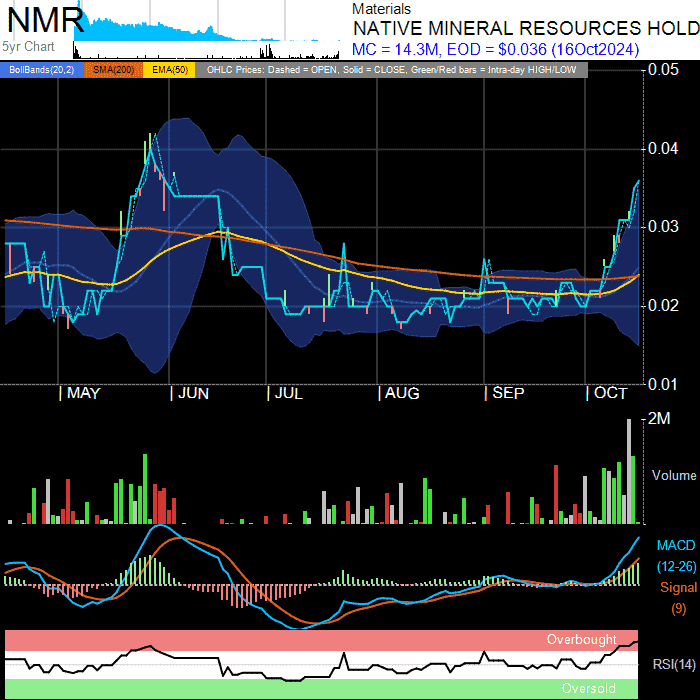 NMR
Materials
NATIVE MINERAL RESOURCES HOLD
5yr Chart
MC = 14.3M, EOD = $0.036 (16Oct2024)
BollBands(20,2) SMA(200) EMA(50) OHLC Prices: Dashed = OPEN, Solid = CLOSE, Green/Red bars = Intra-day HIGH/LOW
0.05
0.04
0.03
0.02
0.01
MAY JUN JUL AUG SEP OCT
2M
Volume
MACD
(12-26)
Signal
(9)
Overbought
RSI(14)
Oversold